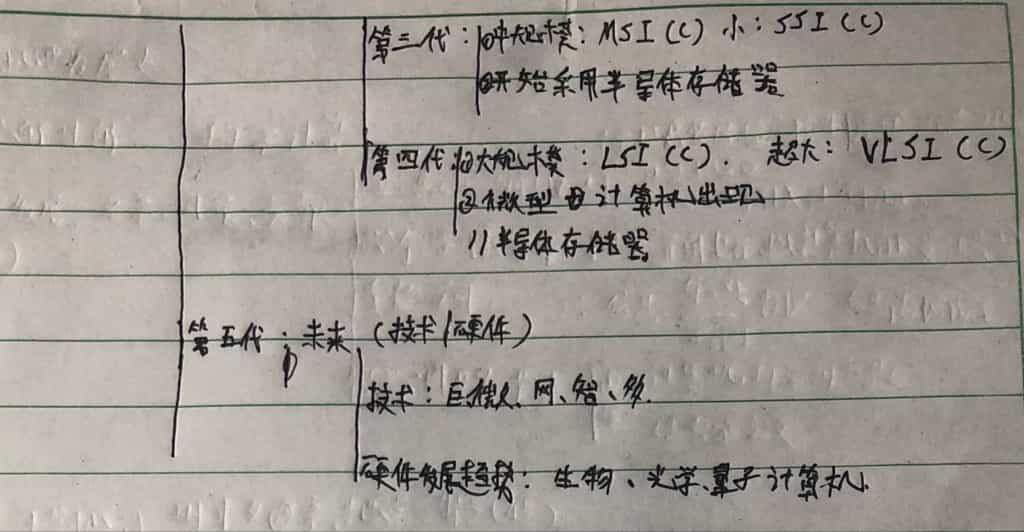 第三代：①中规模：MSI(C) 小：SSI(C)
②开始采用半导体存储器
第四代：①大规模：LSI(C). 超大：VLSI(C)
②微型 计算机出现
// 半导体存储器
第五代：未来（技术/硬件）
技术：巨、微、网、智、多.
硬件发展趋势：生物、光学、量子计算机.